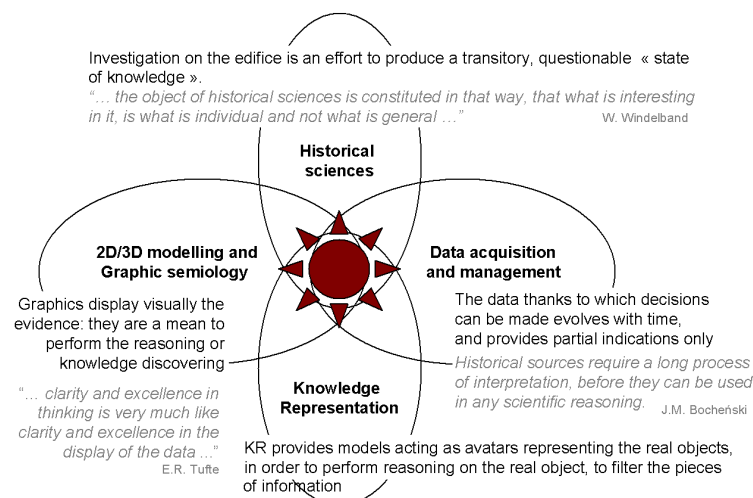 Investigation on the edifice is an effort to produce a transitory, questionable « state
of knowledge ».
“… the object of historical sciences is constituted in that way, that what is interesting
in it, is what is individual and not what is general …”
W. Windelband
Historical
sciences
2D/3D modelling and
Graphic semiology
Graphics display visually the
evidence: they are a mean to
perform the reasoning or
knowledge discovering
“… clarity and excellence in
thinking is very much like
clarity and excellence in the
display of the data ...”
E.R. Tufte
Data acquisition
and management
The data thanks to which decisions
can be made evolves with time,
and provides partial indications only
Historical sources require a long process
of interpretation, before they can be used
in any scientific reasoning.
J.M. Bocheński
Knowledge
Representation
KR provides models acting as avatars representing the real objects,
in order to perform reasoning on the real object, to filter the pieces
of information